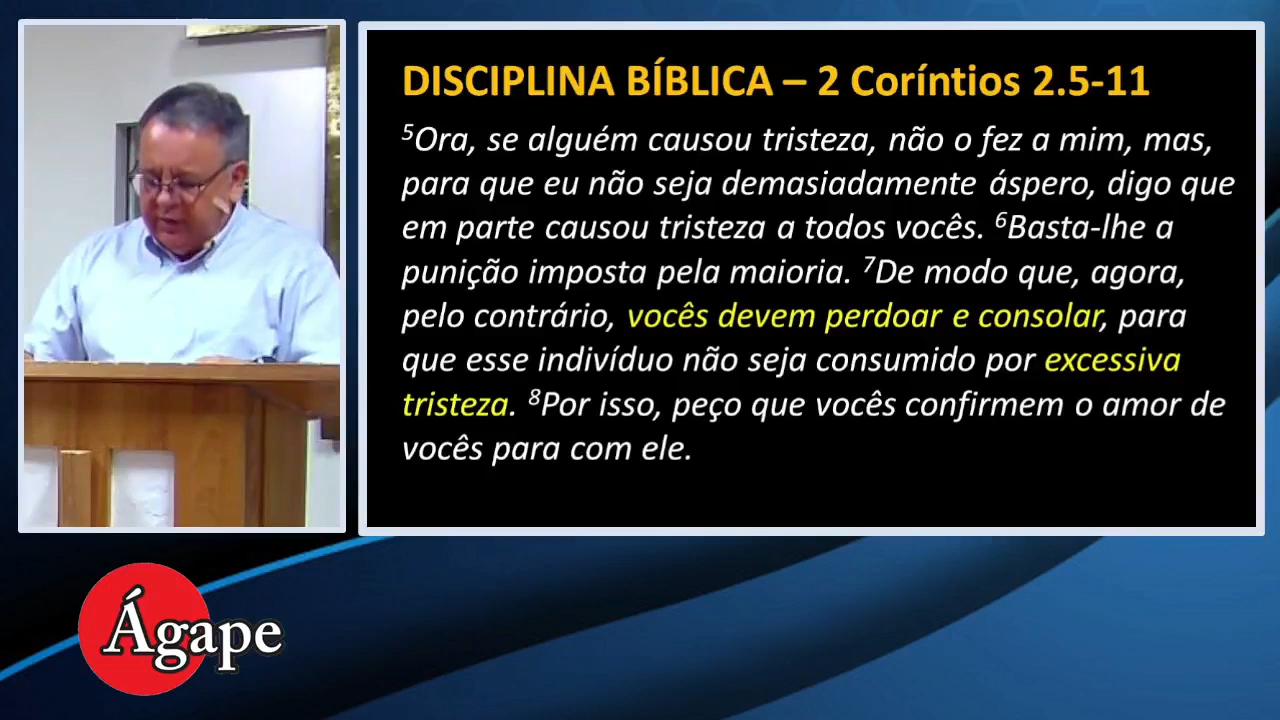 DISCIPLINA BÍBLICA – 2 Coríntios 2.5-11
⁵Ora, se alguém causou tristeza, não o fez a mim, mas,
para que eu não seja demasiadamente áspero, digo que
em parte causou tristeza a todos vocês. ⁶Basta-lhe a
punição imposta pela maioria. ⁷De modo que, agora,
pelo contrário, vocês devem perdoar e consolar, para
que esse indivíduo não seja consumido por excessiva
tristeza. ⁸Por isso, peço que vocês confirmem o amor de
vocês para com ele.
Ágape